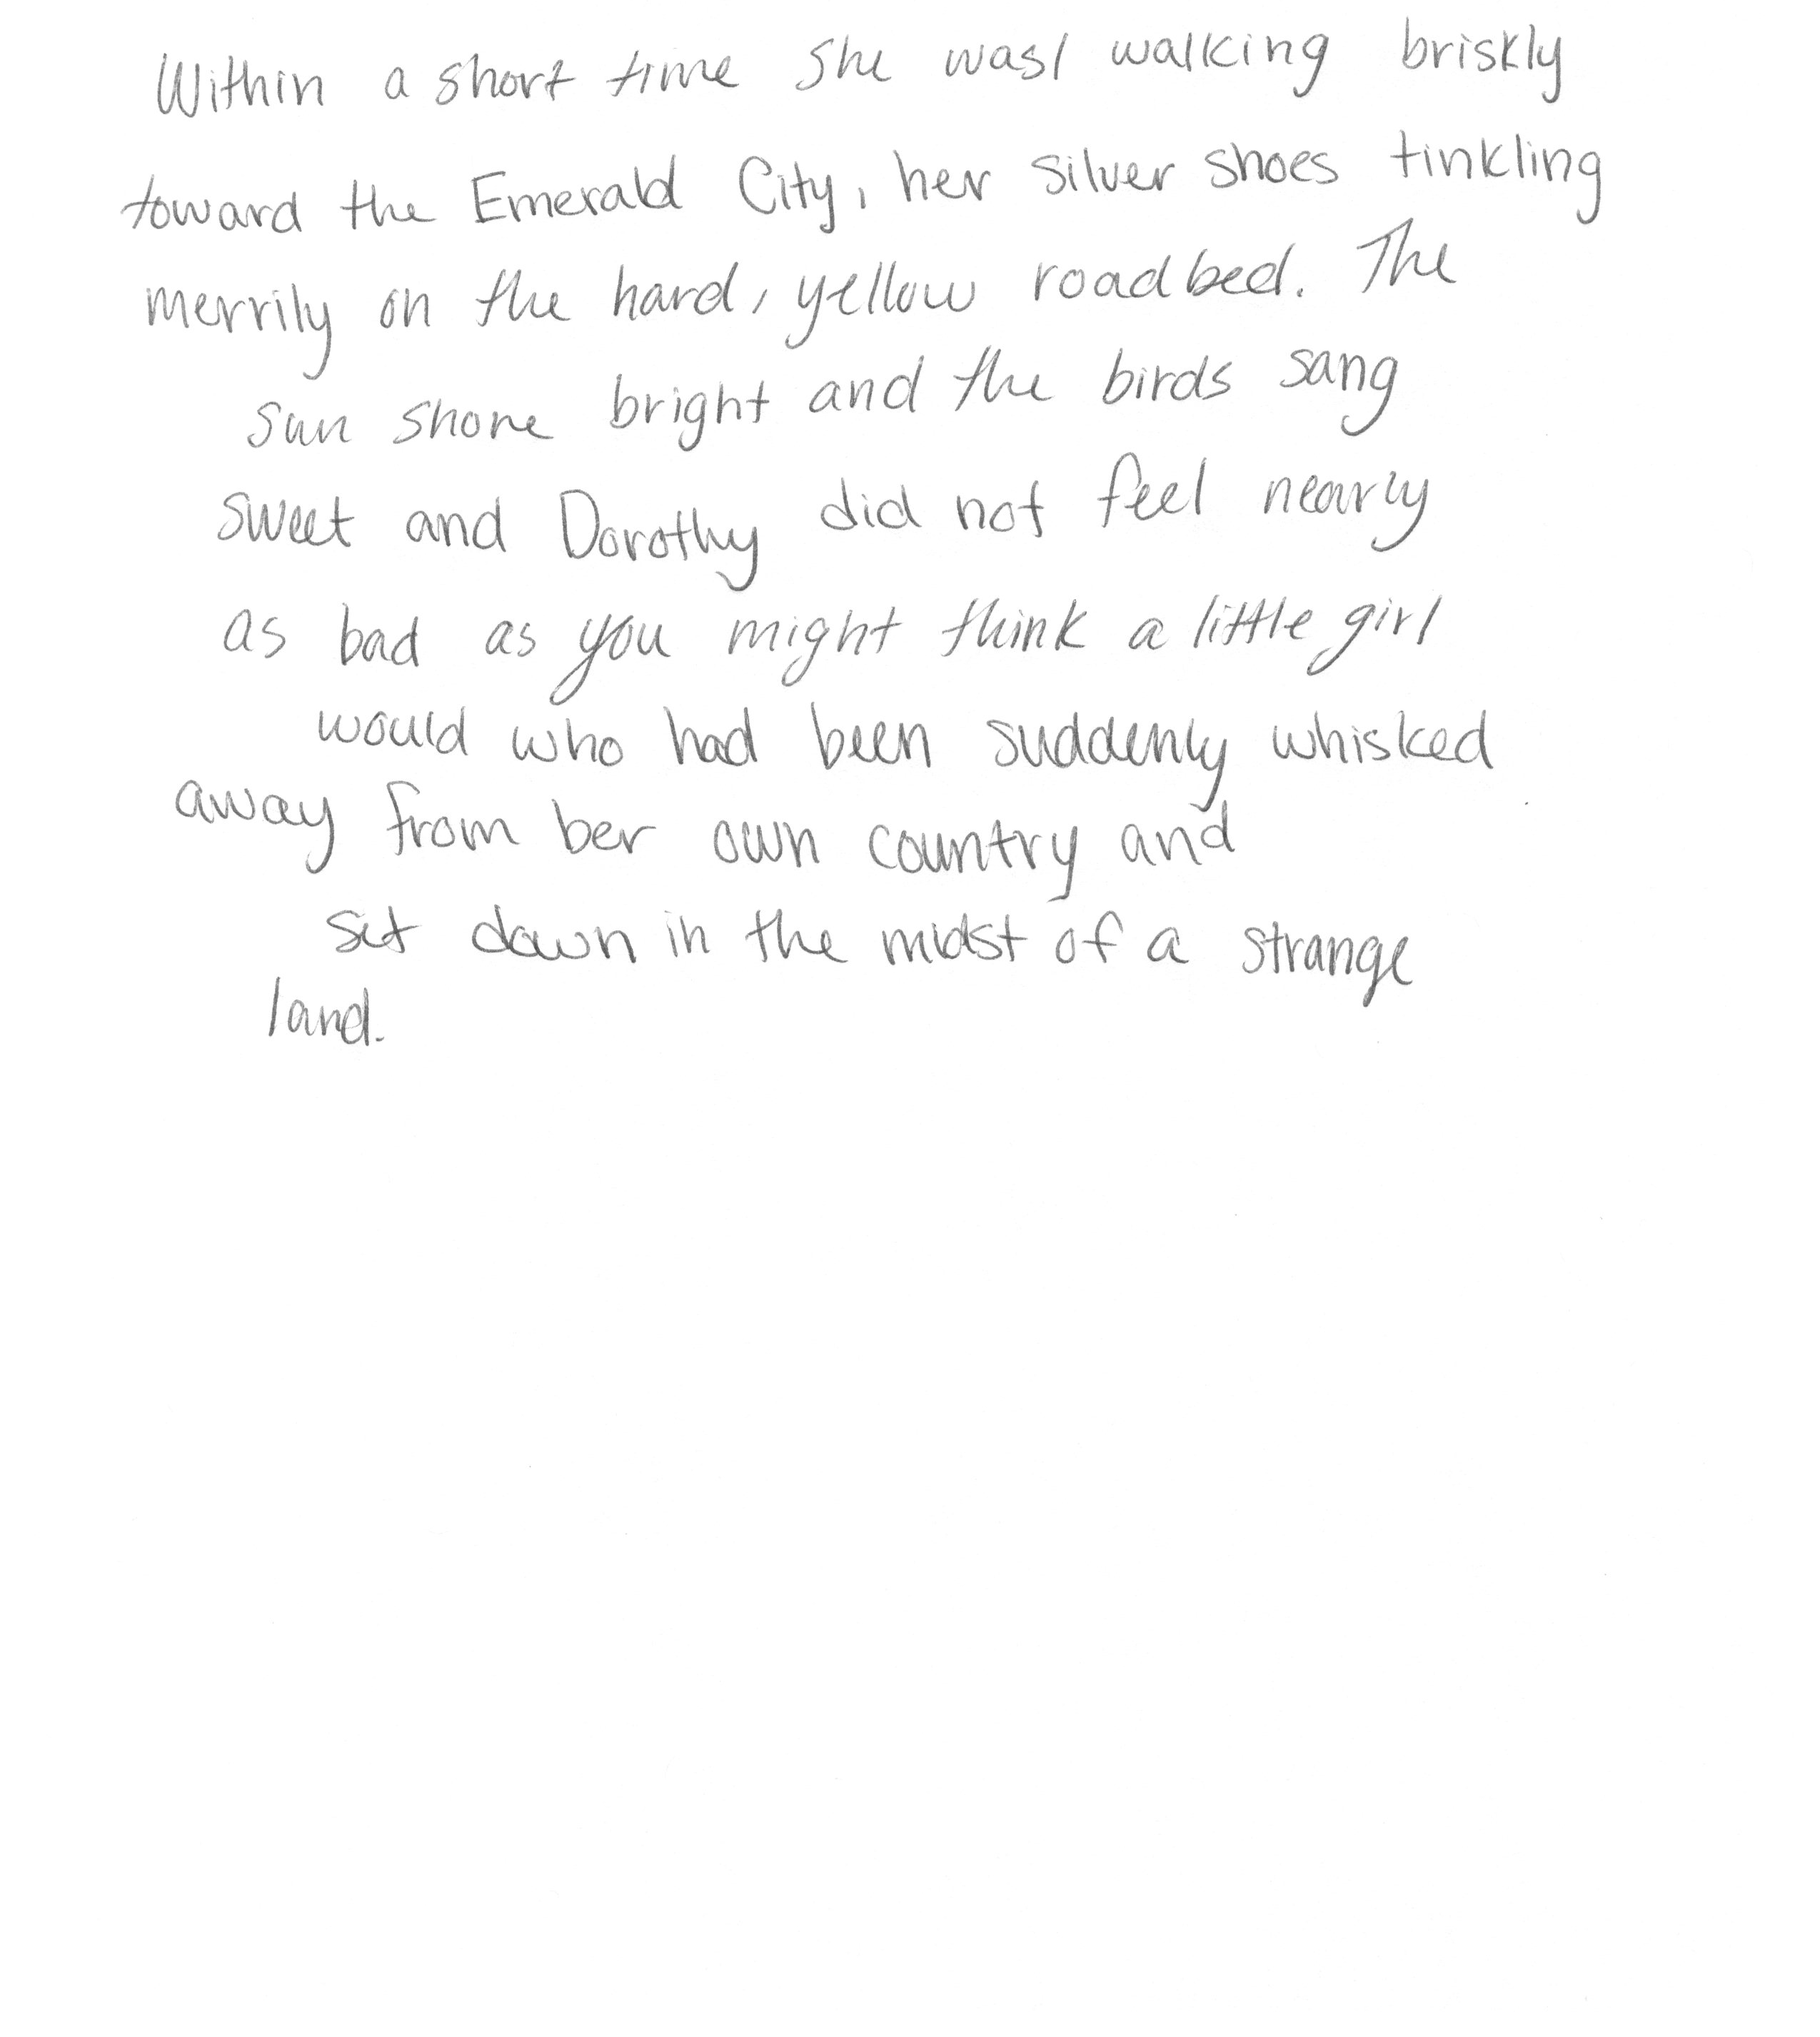 Within a short time she was/ walking briskly
toward the Emerald City, her silver shoes tinkling
merrily on the hard, yellow roadbed. The
sun shone bright and the birds sang
sweet and Dorothy did not feel nearly
as bad as you might think a little girl
would who had been suddenly whisked
away from ber own country and
set down in the midst of a strange
land.